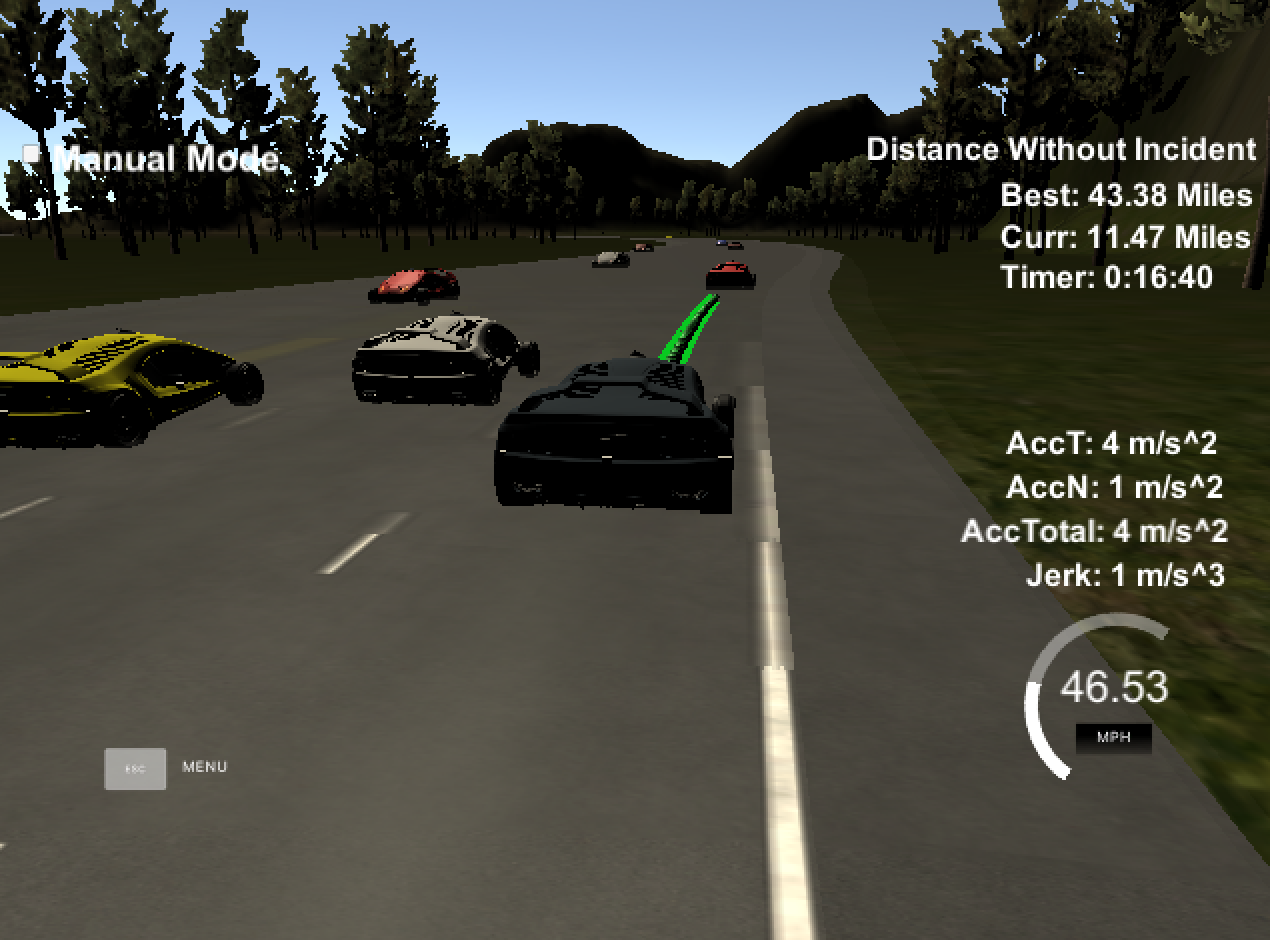 Manual Mode
Distance Without Incident
Best: 43.38 Miles
Curr: 11.47 Miles
Timer: 0:16:40
AccT: 4 m/s^2
AccN: 1 m/s^2
AccTotal: 4 m/s^2
Jerk: 1 m/s^3
46.53
MPH
ESC MENU